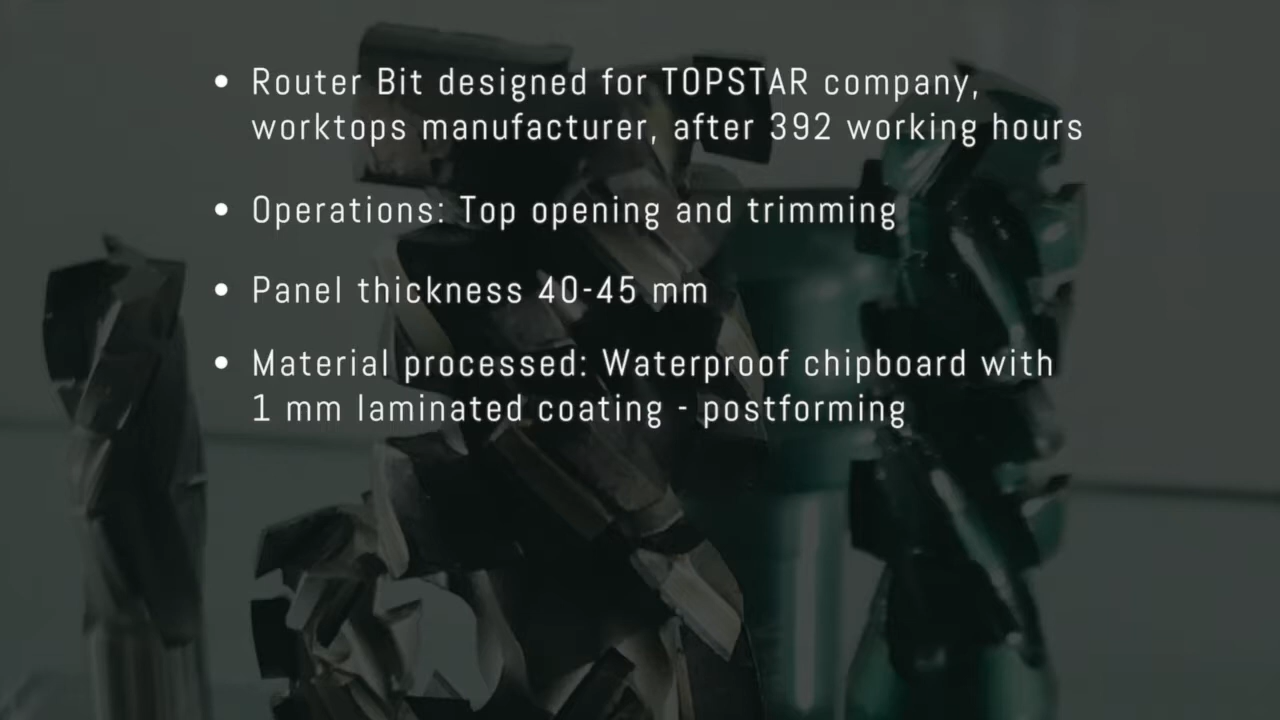 • Router Bit designed for TOPSTAR company,
worktops manufacturer, after 392 working hours
• Operations: Top opening and trimming
• Panel thickness 40-45 mm
• Material processed: Waterproof chipboard with
1 mm laminated coating - postforming